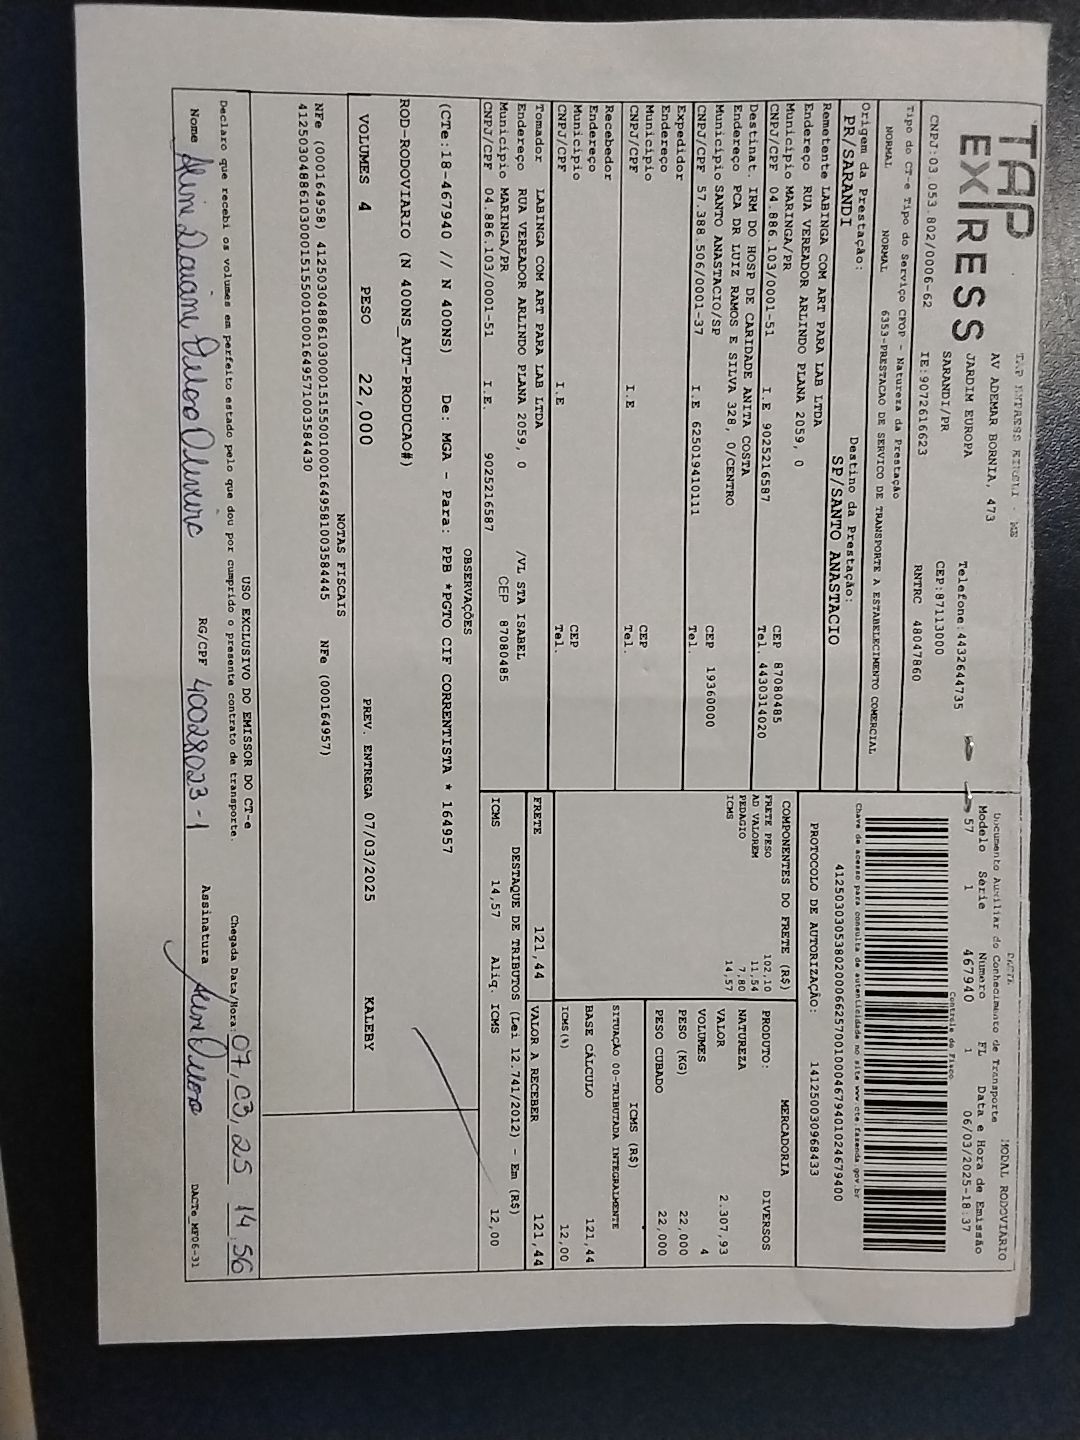 TAP EXPRESS
TAP EXPRESS EIRELI - ME
AV ADEMAR BORNIA, 473
JARDIM EUROPA
SARANDI/PR
Telefone:4432644735
CEP:87113000
CNPJ:03.053.802/0006-62 IE:9072616623 RNTRC 48047860
DACTE MODAL RODOVIARIO
Documento Auxiliar do Conhecimento de Transporte
Modelo Série Número FL Data e Hora de Emissão
57 1 467940 1 06/03/2025-18:37
Controle do Fisco
Chave de acesso para consulta de autenticidade no site www.cte.fazenda.gov.br
41250303053802000662570010004679401024679400
PROTOCOLO DE AUTORIZAÇÃO: 141250030968433
Tipo do CT-e Tipo do Serviço CFOP - Natureza da Prestação
NORMAL NORMAL 6353-PRESTACAO DE SERVICO DE TRANSPORTE A ESTABELECIMENTO COMERCIAL
Origem da Prestação: Destino da Prestação:
PR/SARANDI SP/SANTO ANASTACIO
Remetente LABINGA COM ART PARA LAB LTDA
Endereço RUA VEREADOR ARLINDO PLANA 2059, 0
Município MARINGA/PR CEP 87080485
CNPJ/CPF 04.886.103/0001-51 I.E 9025216587 Tel. 4430314020
Destinat. IRM DO HOSP DE CARIDADE ANITA COSTA
Endereço PCA DR LUIZ RAMOS E SILVA 328, 0/CENTRO
Município SANTO ANASTACIO/SP CEP 19360000
CNPJ/CPF 57.388.506/0001-37 I.E 625019410111 Tel.
Expedidor
Endereço
Município CEP
CNPJ/CPF I.E Tel.
Recebedor
Endereço
Município CEP
CNPJ/CPF I.E Tel.
Tomador LABINGA COM ART PARA LAB LTDA
Endereço RUA VEREADOR ARLINDO PLANA 2059, 0 /VL STA ISABEL
Município MARINGA/PR CEP 87080485
CNPJ/CPF 04.886.103/0001-51 I.E. 9025216587
COMPONENTES DO FRETE (R$)
FRETE PESO 102,10
AD VALOREM 11,54
PEDAGIO 7,80
ICMS 14,57
MERCADORIA
PRODUTO: DIVERSOS
NATUREZA
VALOR 2.307,93
VOLUMES 4
PESO (KG) 22,000
PESO CUBADO 22,000
ICMS (R$)
SITUAÇÃO 00-TRIBUTADA INTEGRALMENTE
BASE CÁLCULO 121,44
ICMS(%) 12,00
FRETE 121,44 VALOR A RECEBER 121,44
DESTAQUE DE TRIBUTOS (Lei 12.741/2012) - Em (R$)
ICMS 14,57 Aliq. ICMS 12,00
OBSERVAÇÕES
(CTe:18-467940 // N 400NS) De: MGA - Para: PPB *PGTO CIF CORRENTISTA * 164957
ROD-RODOVIARIO (N 400NS_AUT-PRODUCAO#)
VOLUMES 4 PESO 22,000 PREV. ENTREGA 07/03/2025 KALEBY
NOTAS FISCAIS
NFe (000164958) 41250304886103000151550010001649581003584445 NFe (000164957)
41250304886103000151550010001649571003584430
USO EXCLUSIVO DO EMISSOR DO CT-e
Declaro que recebi os volumes em perfeito estado pelo que dou por cumprido o presente contrato de transporte. Chegada Data/Hora: 07,03,25 14:56
Nome Aline Daiane Veloso Oliveira RG/CPF 40028023-1 Assinatura Aline Veloso DACTe_MP06-31